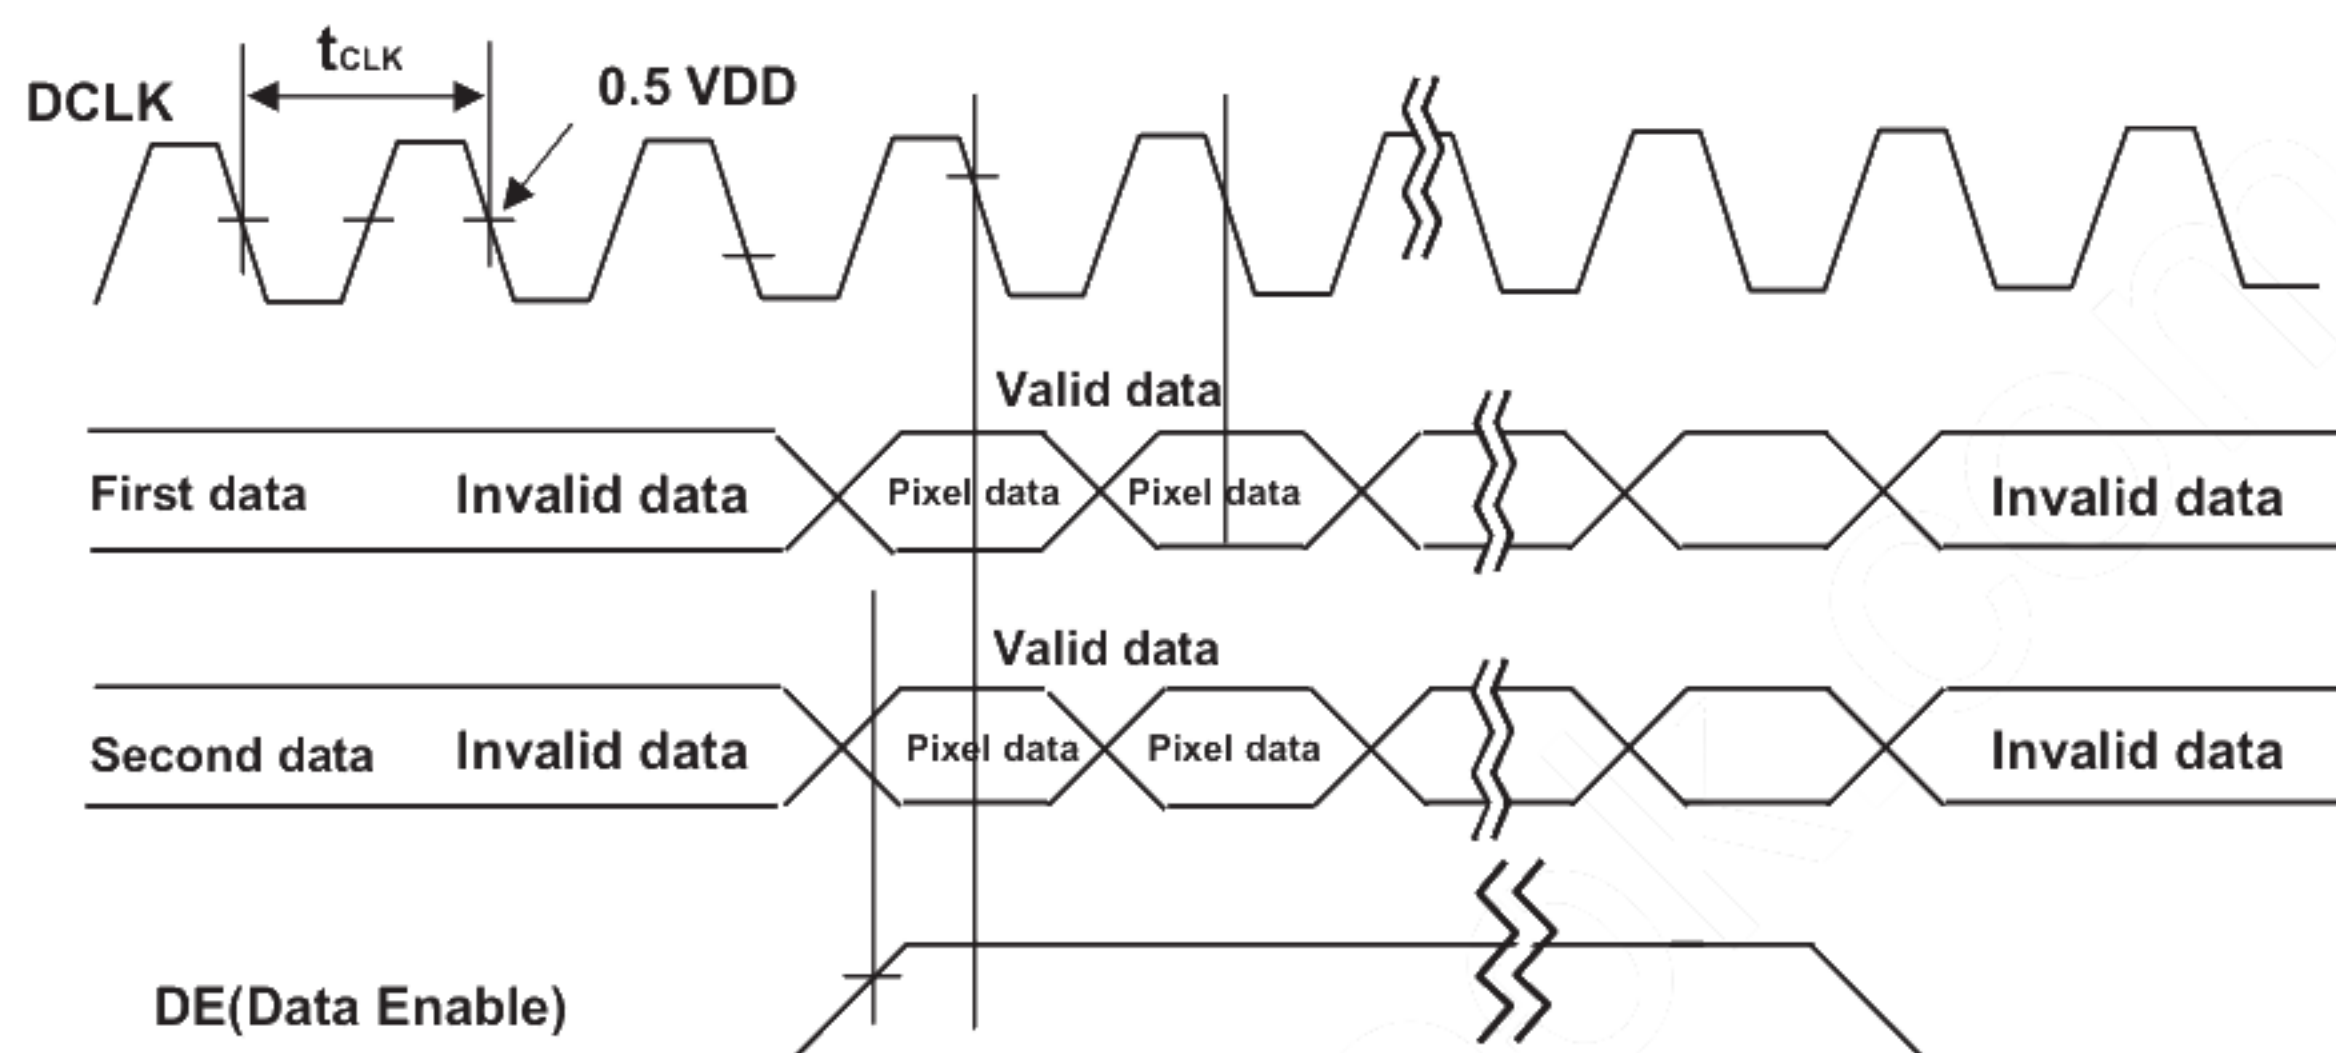 tCLK
DCLK
0.5 VDD
Valid data
First data Invalid data Pixel data Pixel data Invalid data
Valid data
Second data Invalid data Pixel data Pixel data Invalid data
DE(Data Enable)